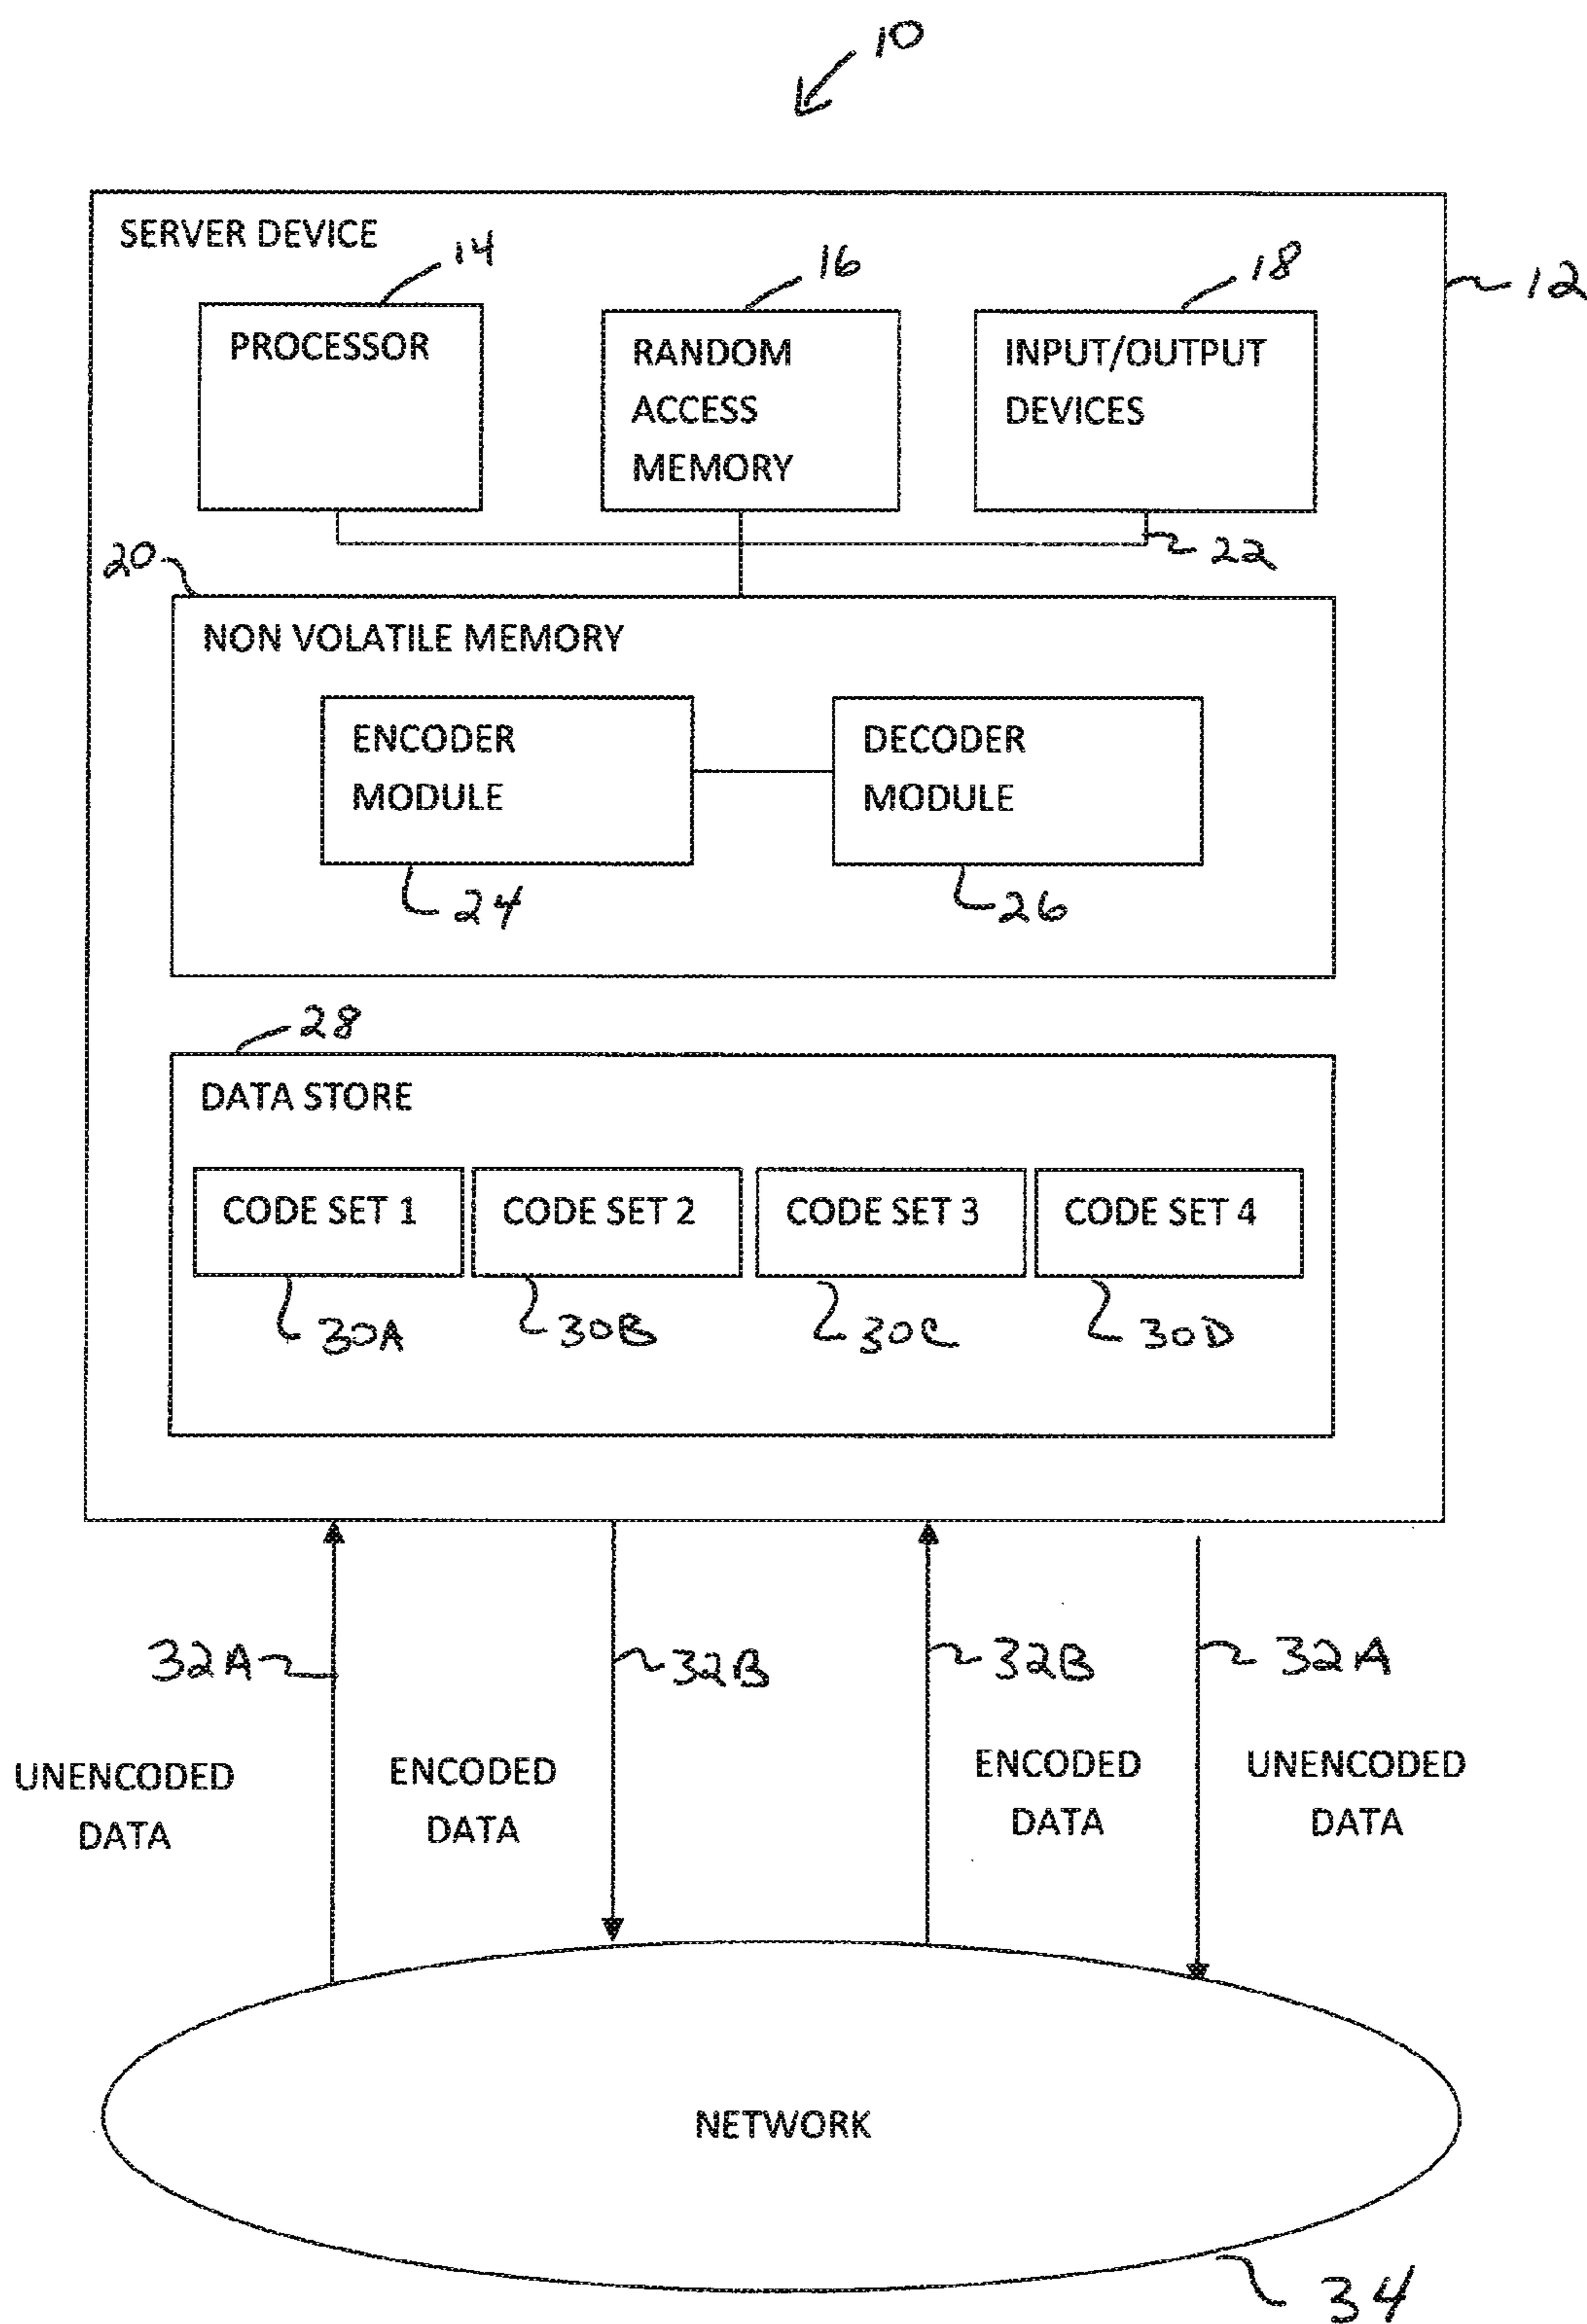 10
SERVER DEVICE
14
16
18
12
PROCESSOR
RANDOM
ACCESS
MEMORY
INPUT/OUTPUT
DEVICES
22
20
NON VOLATILE MEMORY
ENCODER
MODULE
DECODER
MODULE
24
26
28
DATA STORE
CODE SET 1
CODE SET 2
CODE SET 3
CODE SET 4
30A
30B
30C
30D
32A
32B
32B
32A
UNENCODED
DATA
ENCODED
DATA
ENCODED
DATA
UNENCODED
DATA
NETWORK
34